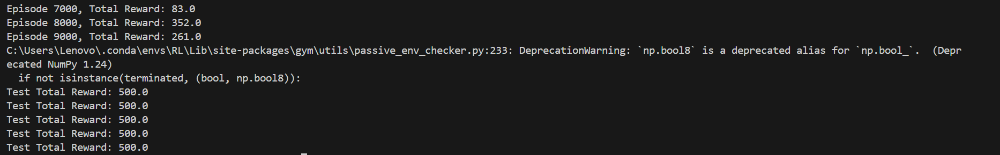 Episode 7000, Total Reward: 83.0
Episode 8000, Total Reward: 352.0
Episode 9000, Total Reward: 261.0
C:\Users\Lenovo\.conda\envs\RL\Lib\site-packages\gym\utils\passive_env_checker.py:233: DeprecationWarning: `np.bool8` is a deprecated alias for `np.bool_`.  (Depr
ecated NumPy 1.24)
  if not isinstance(terminated, (bool, np.bool8)):
Test Total Reward: 500.0
Test Total Reward: 500.0
Test Total Reward: 500.0
Test Total Reward: 500.0
Test Total Reward: 500.0